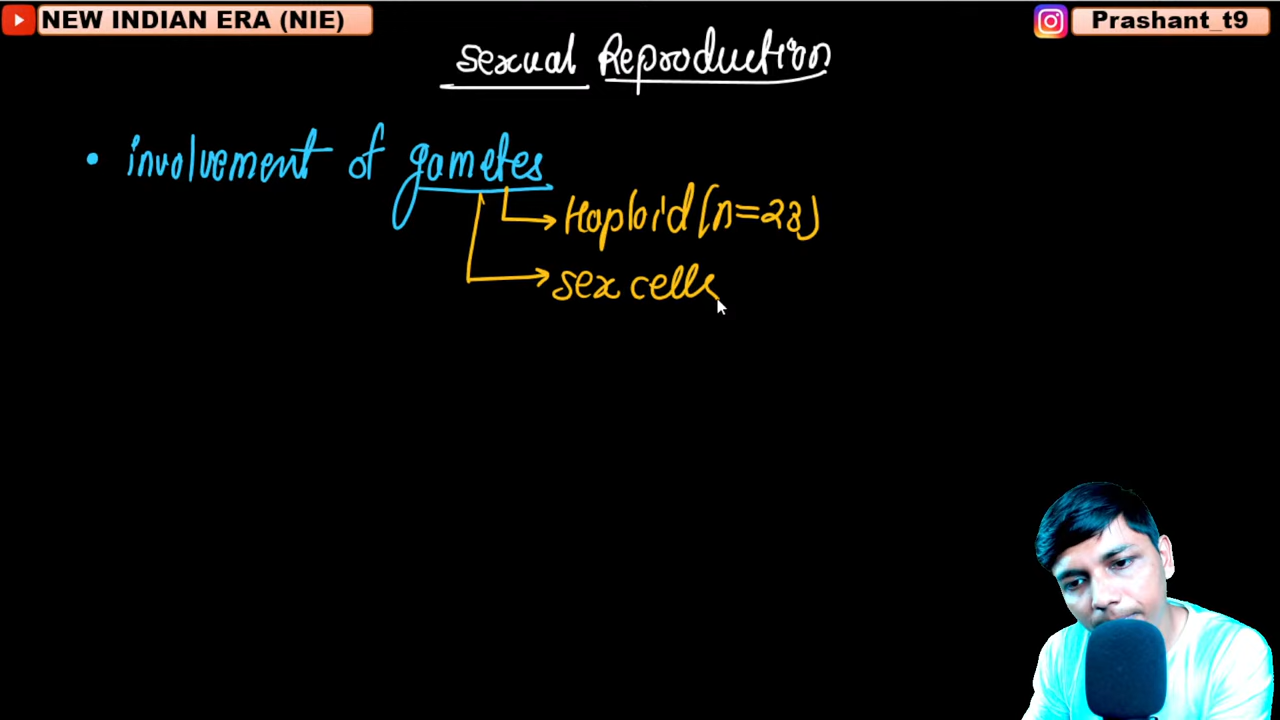 NEW INDIAN ERA (NIE)
Prashant_t9
Sexual Reproduction
• involvement of gametes
Haploid (n=23)
sex cells